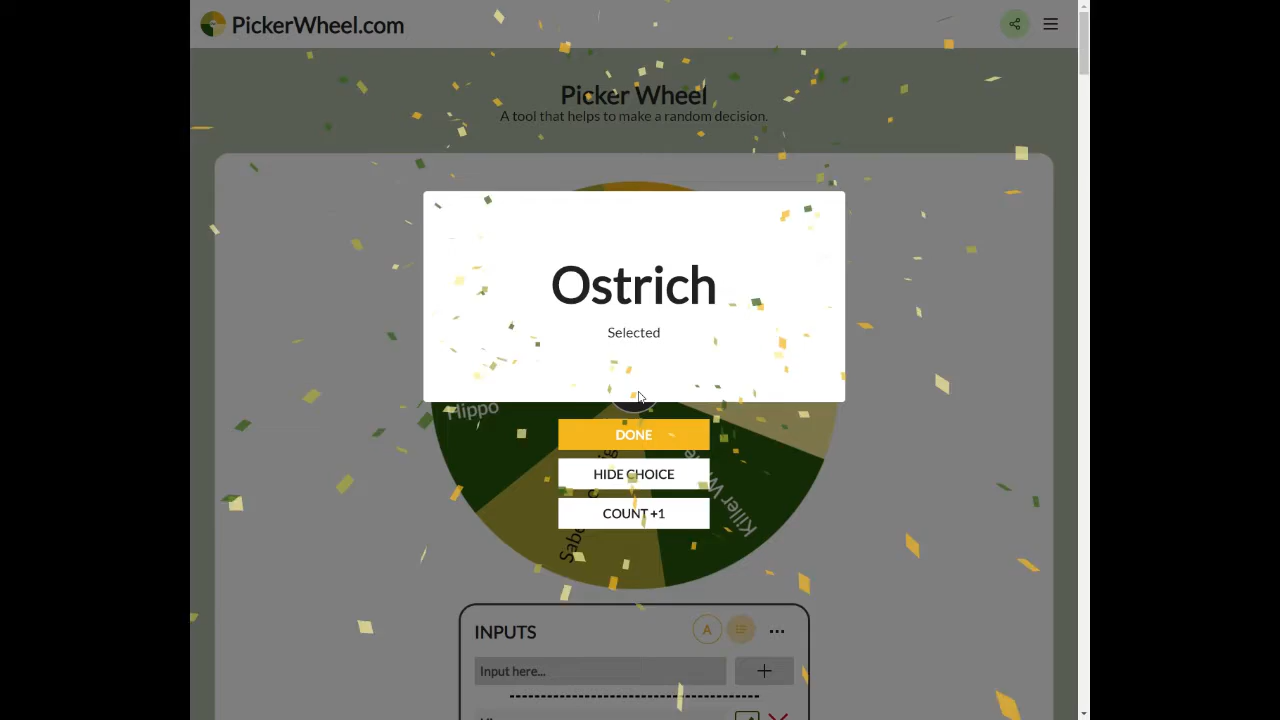 PickerWheel.com
Picker Wheel
A tool that helps to make a random decision.
Ostrich
Selected
Hippo
DONE
HIDE CHOICE
COUNT +1
Killer
INPUTS
A
Input here...